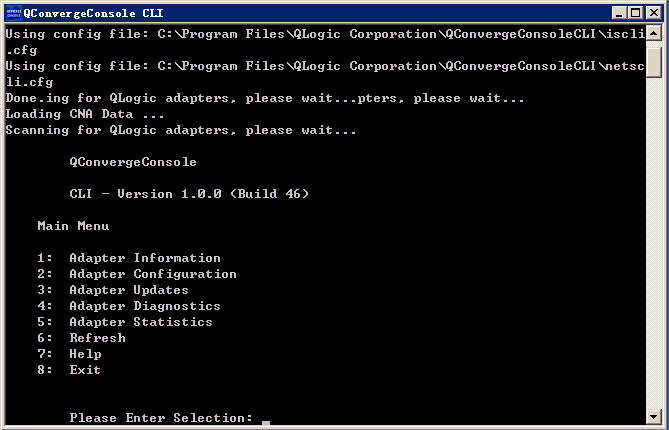 QConvergeConsole CLI
Using config file: C:\Program Files\QLogic Corporation\QConvergeConsoleCLI\iscli
.cfg
Using config file: C:\Program Files\QLogic Corporation\QConvergeConsoleCLI\netsc
li.cfg
Done.ing for QLogic adapters, please wait...pters, please wait...
Loading CNA Data ...
Scanning for QLogic adapters, please wait...
QConvergeConsole
CLI - Version 1.0.0 (Build 46)
Main Menu
1: Adapter Information
2: Adapter Configuration
3: Adapter Updates
4: Adapter Diagnostics
5: Adapter Statistics
6: Refresh
7: Help
8: Exit
Please Enter Selection: _